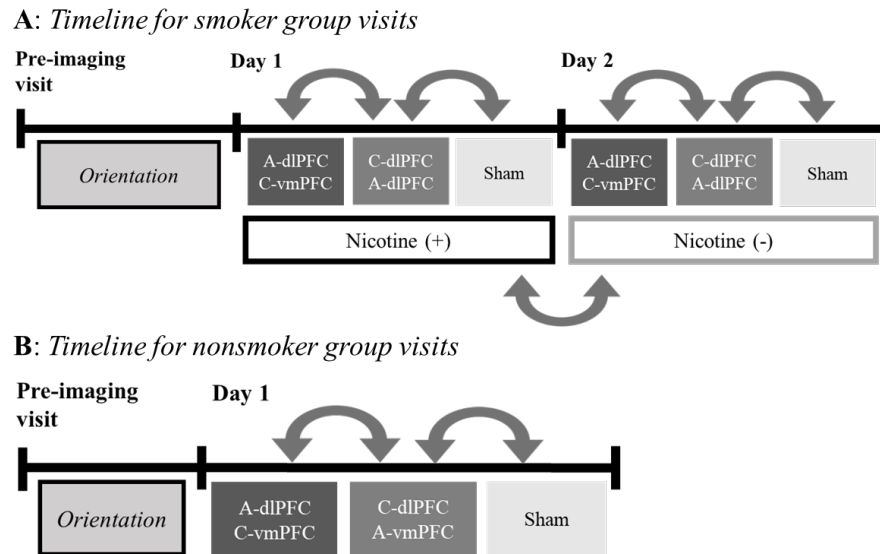 A: Timeline for smoker group visits
Pre-imaging
visit
Day 1
Day 2
Orientation
A-dlPFC
C-vmPFC
C-dlPFC
A-dlPFC
Sham
A-dlPFC
C-vmPFC
C-dlPFC
A-dlPFC
Sham
Nicotine (+)
Nicotine (-)
B: Timeline for nonsmoker group visits
Pre-imaging
visit
Day 1
Orientation
A-dlPFC
C-vmPFC
C-dlPFC
A-vmPFC
Sham